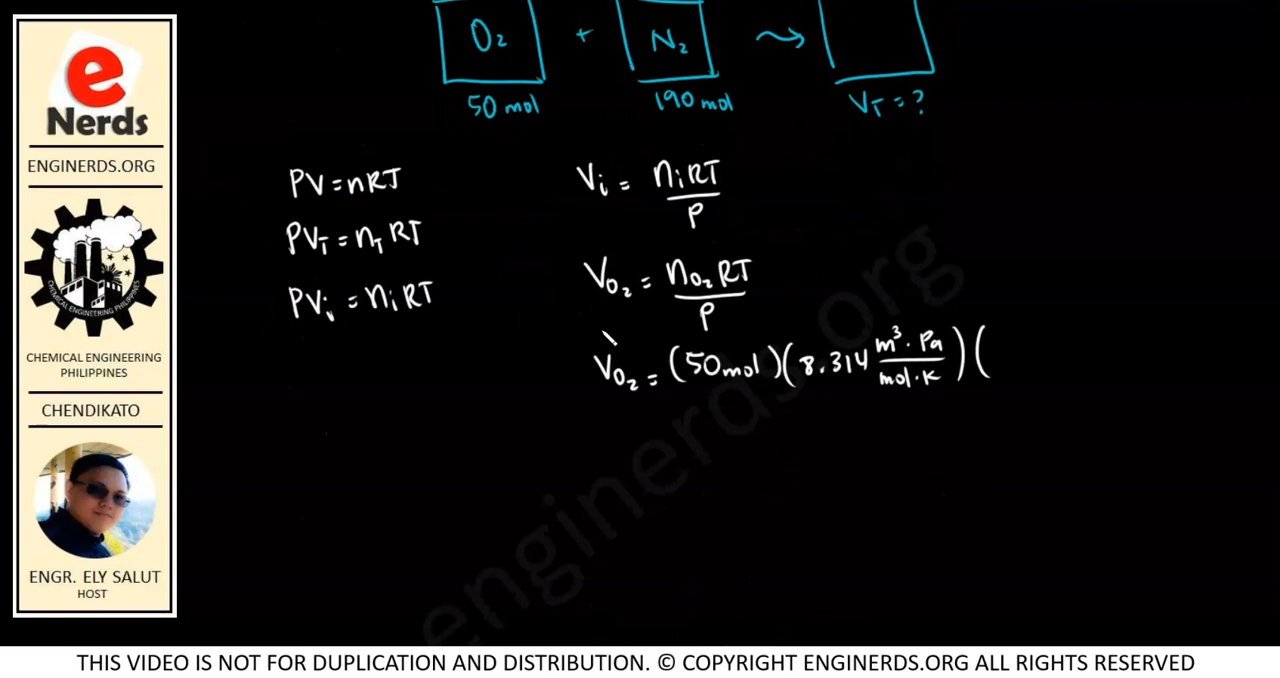 O₂ + N₂ →
50 mol 190 mol V_T = ?
PV = nRT
PV_T = n_T RT
PV_i = n_i RT
V_i = n_i RT / P
V_O₂ = n_O₂ RT / P
V_O₂ = (50 mol)(8.314 m³·Pa / mol·K)(
e
Nerds
ENGINERDS.ORG
CHEMICAL ENGINEERING PHILIPPINES
CHEMICAL ENGINEERING
PHILIPPINES
CHENDIKATO
ENGR. ELY SALUT
HOST
enginerds.org
THIS VIDEO IS NOT FOR DUPLICATION AND DISTRIBUTION. © COPYRIGHT ENGINERDS.ORG ALL RIGHTS RESERVED